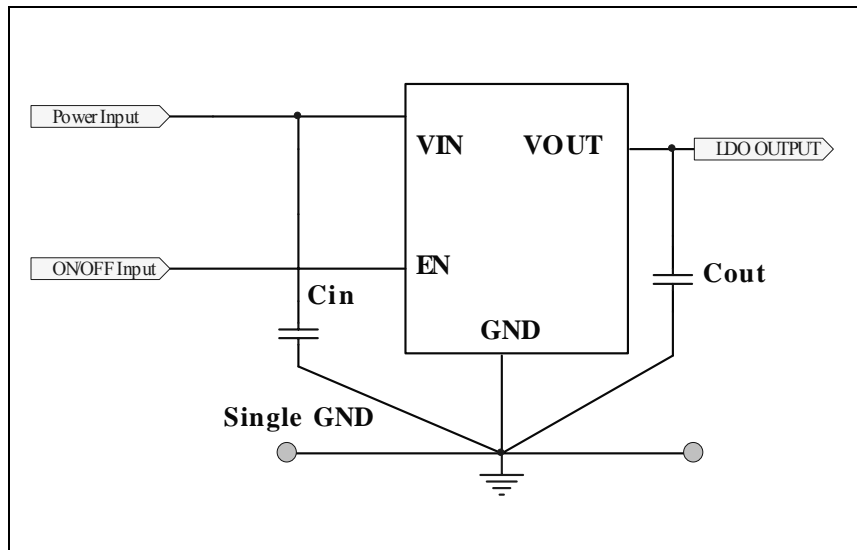 Power Input
VIN
VOUT
LDO OUTPUT
ON/OFF Input
EN
Cin
Cout
GND
Single GND